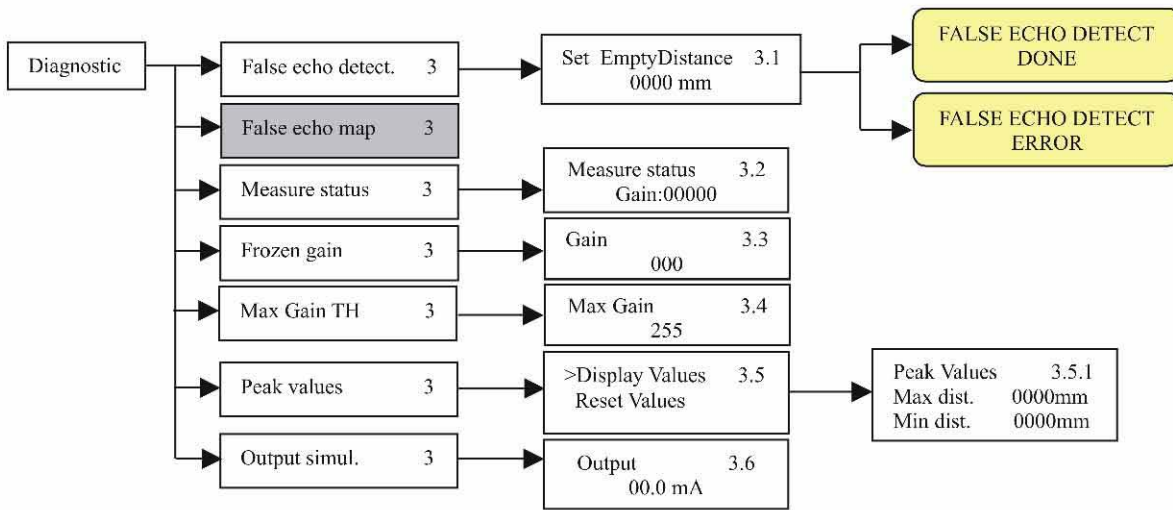 Diagnostic
False echo detect. 3
Set EmptyDistance 3.1
0000 mm
FALSE ECHO DETECT
DONE
FALSE ECHO DETECT
ERROR
False echo map 3
Measure status 3
Measure status 3.2
Gain:00000
Frozen gain 3
Gain 3.3
000
Max Gain TH 3
Max Gain 3.4
255
Peak values 3
>Display Values 3.5
Reset Values
Peak Values 3.5.1
Max dist. 0000mm
Min dist. 0000mm
Output simul. 3
Output 3.6
00.0 mA